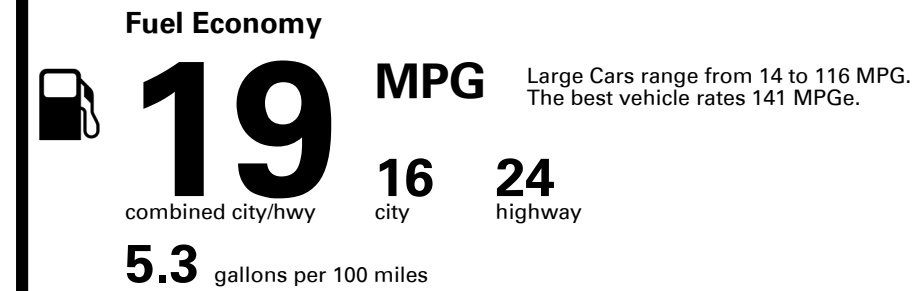 Fuel Economy
19 MPG
Large Cars range from 14 to 116 MPG.
The best vehicle rates 141 MPGe.
combined city/hwy
16
city
24
highway
5.3 gallons per 100 miles